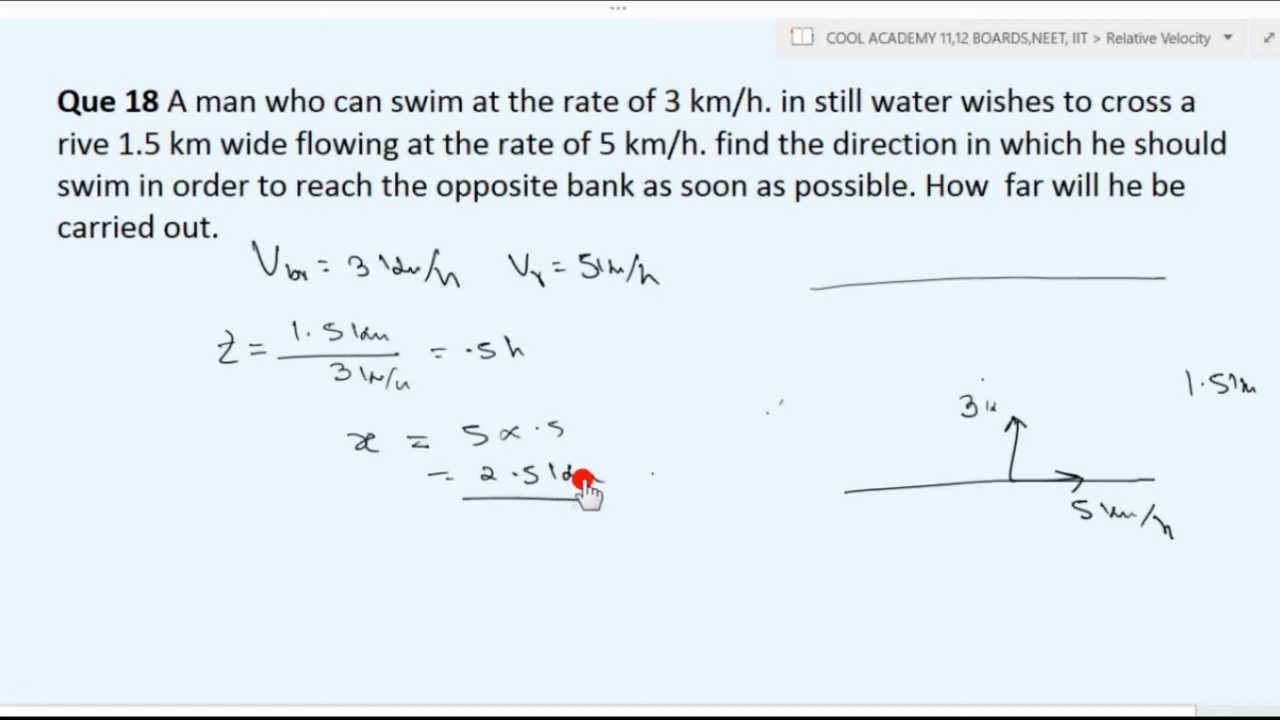 COOL ACADEMY 11,12 BOARDS,NEET, IIT > Relative Velocity
Que 18 A man who can swim at the rate of 3 km/h. in still water wishes to cross a
rive 1.5 km wide flowing at the rate of 5 km/h. find the direction in which he should
swim in order to reach the opposite bank as soon as possible. How far will he be
carried out.
= 3 km/h Vr = 5 km/h
= 1.5 km / 3 km/h = .5 h
x = 5 x .5
= 2.5 km
1.5 km
3 k
5 km/h